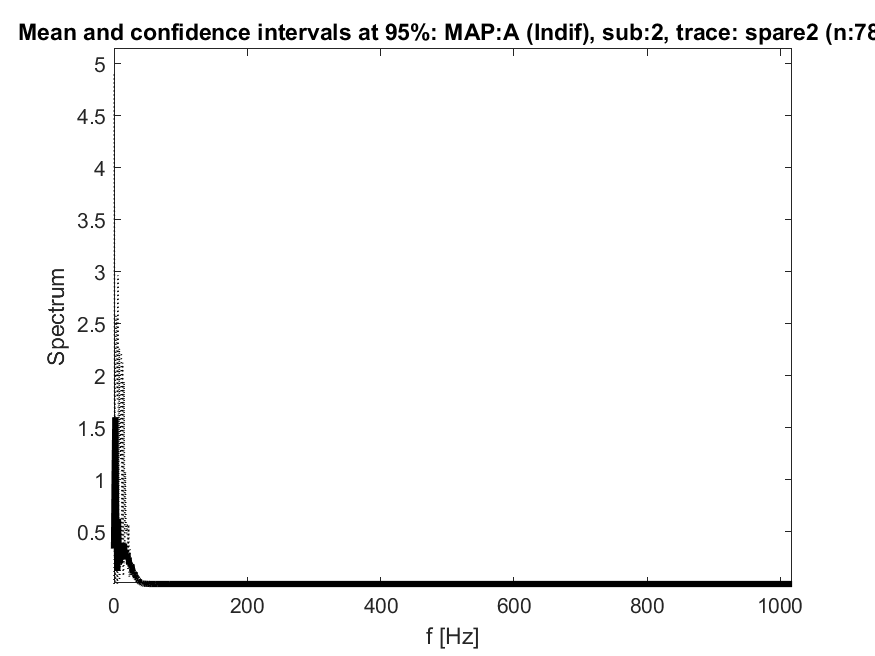 Mean and confidence intervals at 95%: MAP:A (Indif), sub:2, trace: spare2 (n:78
5
4.5
4
3.5
3
2.5
2
1.5
1
0.5
Spectrum
0 200 400 600 800 1000
f [Hz]